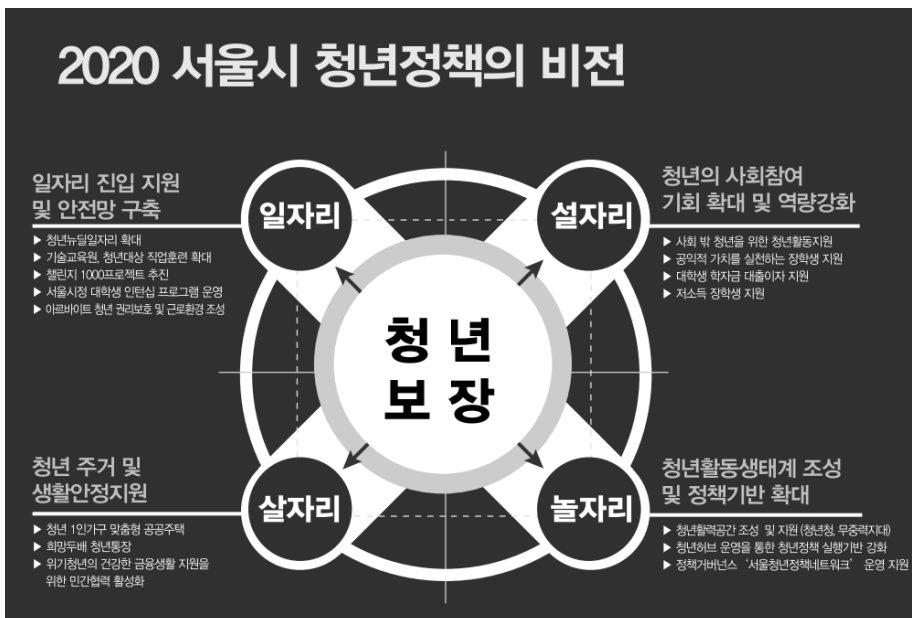 2020 서울시 청년정책의 비전
일자리 진입 지원
및 안전망 구축
▶ 청년뉴딜일자리 확대
▶ 기술교육원, 청년대상 직업훈련 확대
▶ 챌린지 1000프로젝트 추진
▶ 서울시정 대학생 인턴십 프로그램 운영
▶ 아르바이트 청년 권리보호 및 근로환경 조성
일자리
설자리
청년의 사회참여
기회 확대 및 역량강화
▶ 사회 밖 청년을 위한 청년활동지원
▶ 공익적 가치를 실천하는 장학생 지원
▶ 대학생 학자금 대출이자 지원
▶ 저소득 장학생 지원
청년
보장
청년 주거 및
생활안정지원
▶ 청년 1인가구 맞춤형 공공주택
▶ 희망두배 청년통장
▶ 위기청년의 건강한 금융생활 지원을
위한 민간협력 활성화
살자리
놀자리
청년활동생태계 조성
및 정책기반 확대
▶ 청년활력공간 조성 및 지원 (청년청, 무중력지대)
▶ 청년허브 운영을 통한 청년정책 실행기반 강화
▶ 정책거버넌스 ‘서울청년정책네트워크’ 운영 지원